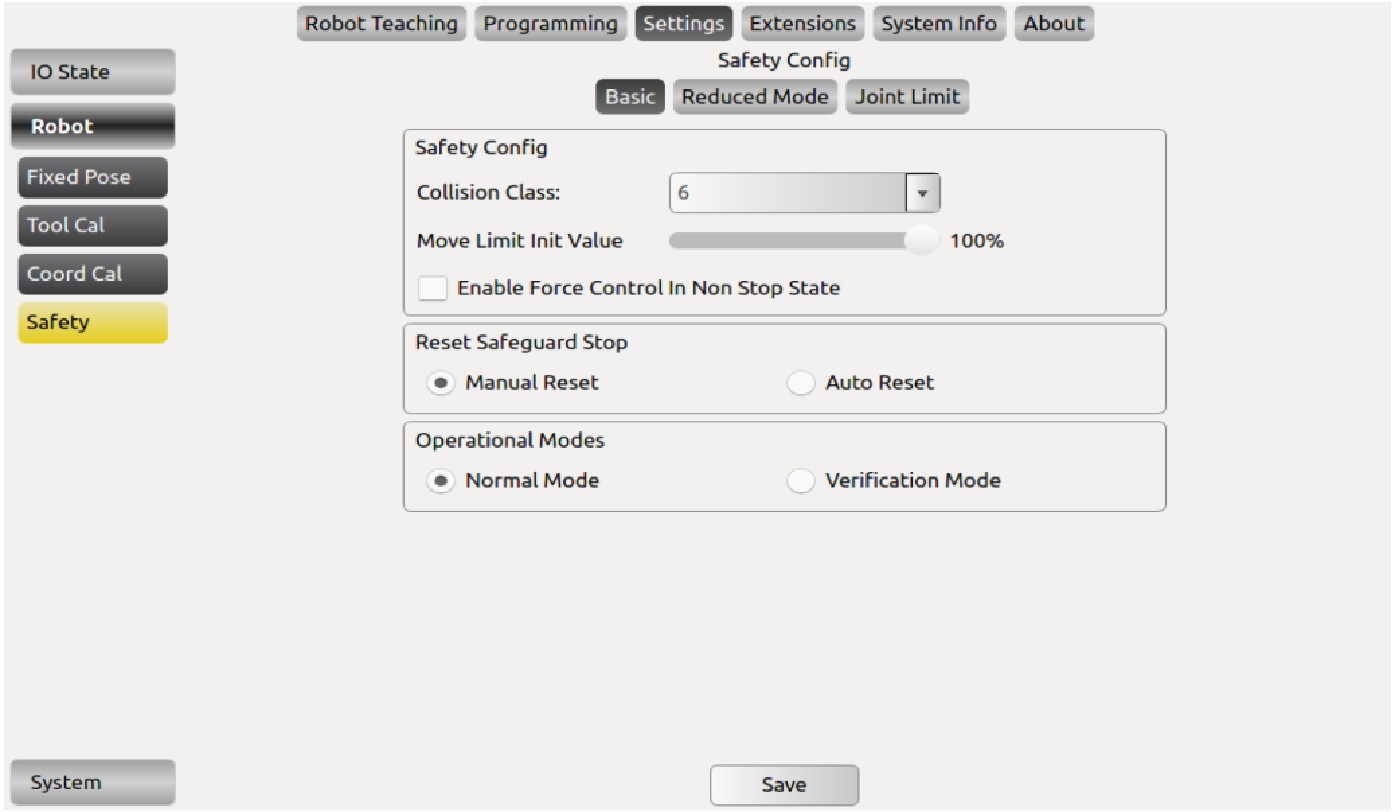 Robot Teaching Programming Settings Extensions System Info About
Safety Config
Basic Reduced Mode Joint Limit
IO State
Robot
Fixed Pose
Tool Cal
Coord Cal
Safety
System
Safety Config
Collision Class: 6
Move Limit Init Value 100%
Enable Force Control In Non Stop State
Reset Safeguard Stop
Manual Reset Auto Reset
Operational Modes
Normal Mode Verification Mode
Save